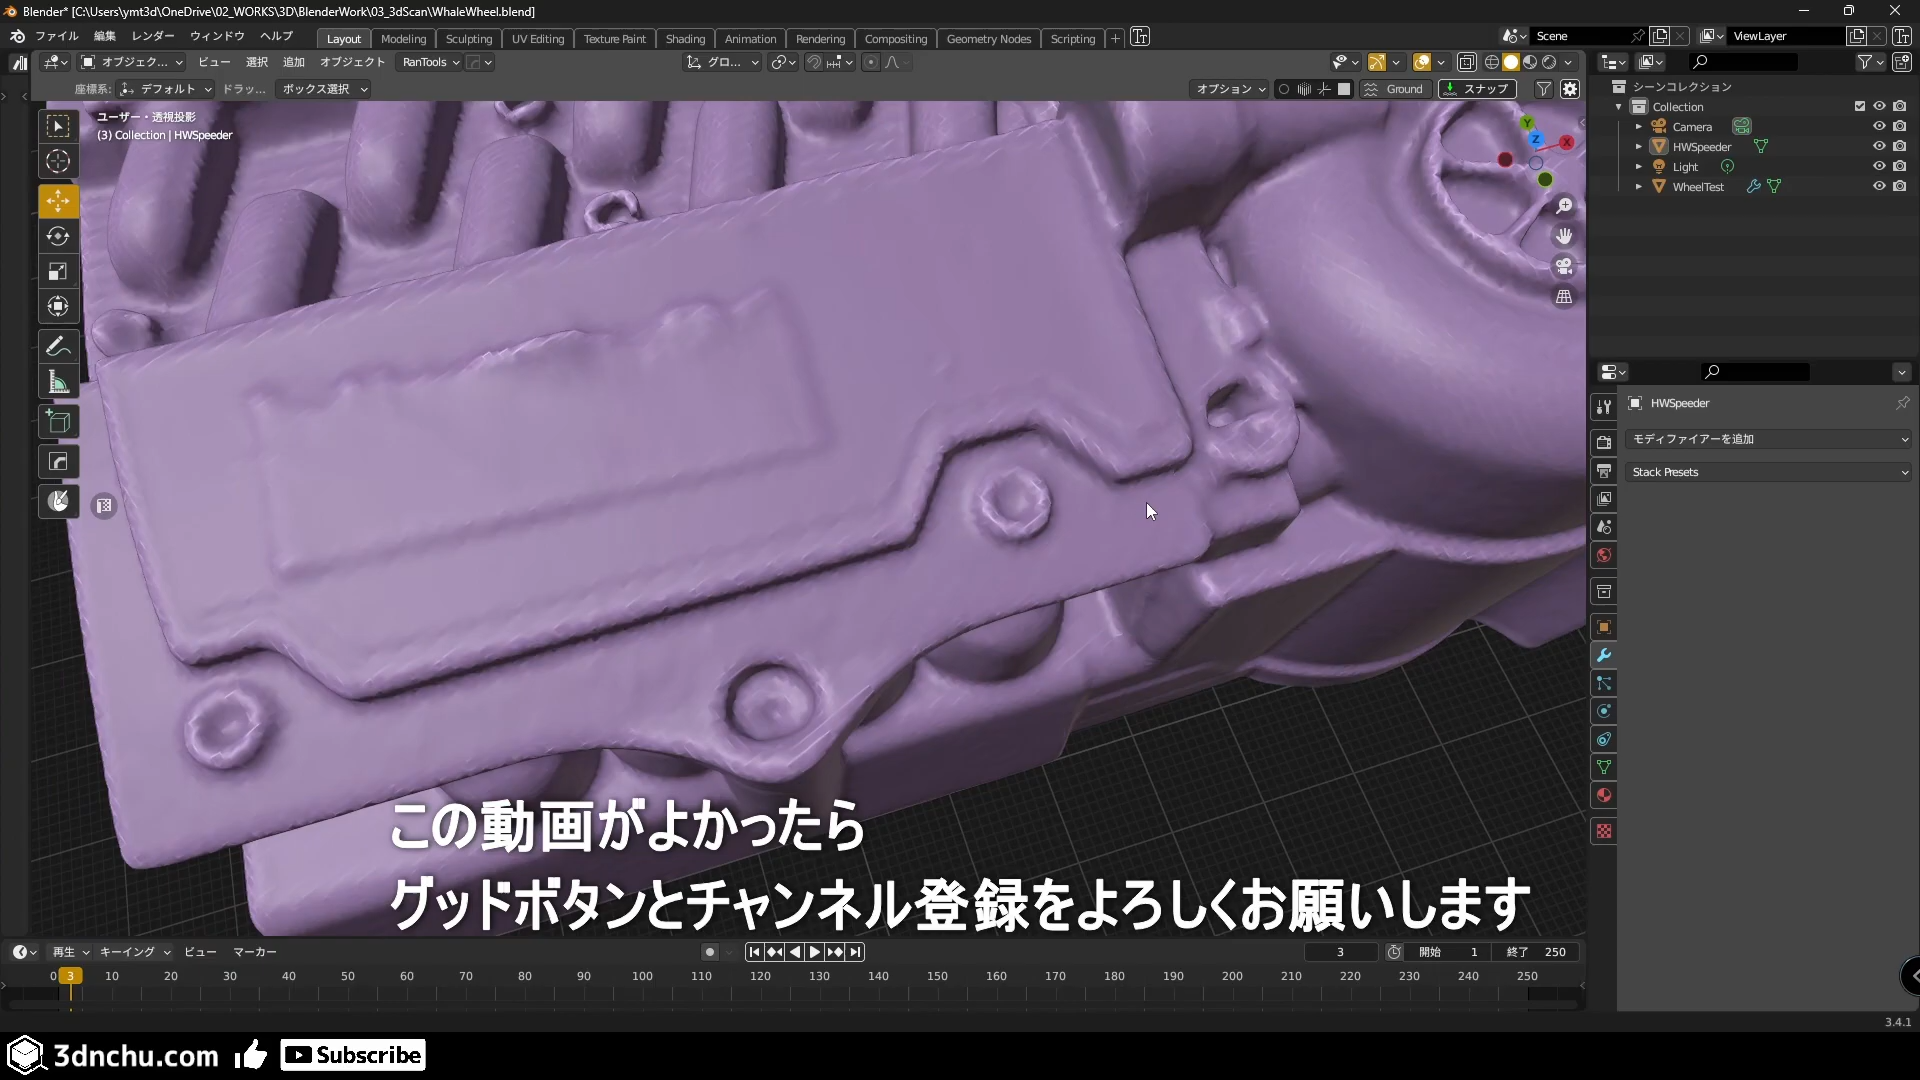 Blender* [C:\Users\ymt3d\OneDrive\02_WORKS\3D\BlenderWork\03_3dScan\WhaleWheel.blend]
ファイル 編集 レンダー ウィンドウ ヘルプ Layout Modeling Sculpting UV Editing Texture Paint Shading Animation Rendering Compositing Geometry Nodes Scripting + Scene ViewLayer
オブジェク... ビュー 選択 追加 オブジェクト RanTools グロ...
座標系: デフォルト ドラッ... ボックス選択 オプション Ground スナップ
ユーザー・透視投影
(3) Collection | HWSpeeder
シーンコレクション
Collection
Camera
HWSpeeder
Light
WheelTest
HWSpeeder
モディファイアーを追加
Stack Presets
Y
Z
X
この動画がよかったら
グッドボタンとチャンネル登録をよろしくお願いします
再生 キーイング ビュー マーカー 3 開始 1 終了 250
0 3 10 20 30 40 50 60 70 80 90 100 110 120 130 140 150 160 170 180 190 200 210 220 230 240 250
3.4.1
3dnchu.com Subscribe